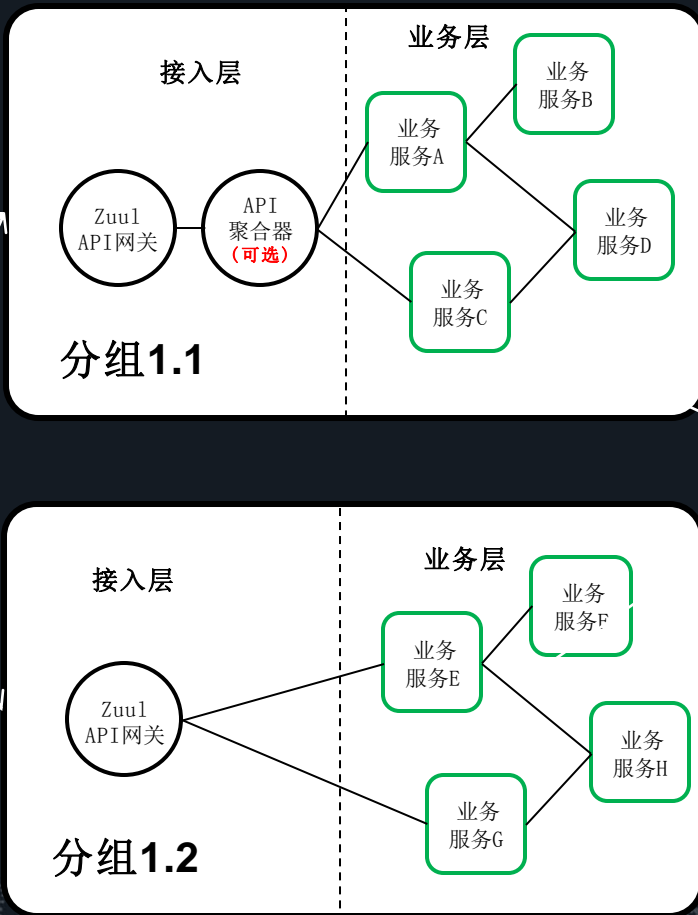 业务层
接入层
业务
服务B
业务
服务A
Zuul
API网关
API
聚合器
(可选)
业务
服务D
业务
服务C
分组1.1
业务层
接入层
业务
服务F
业务
服务E
Zuul
API网关
业务
服务H
业务
服务G
分组1.2